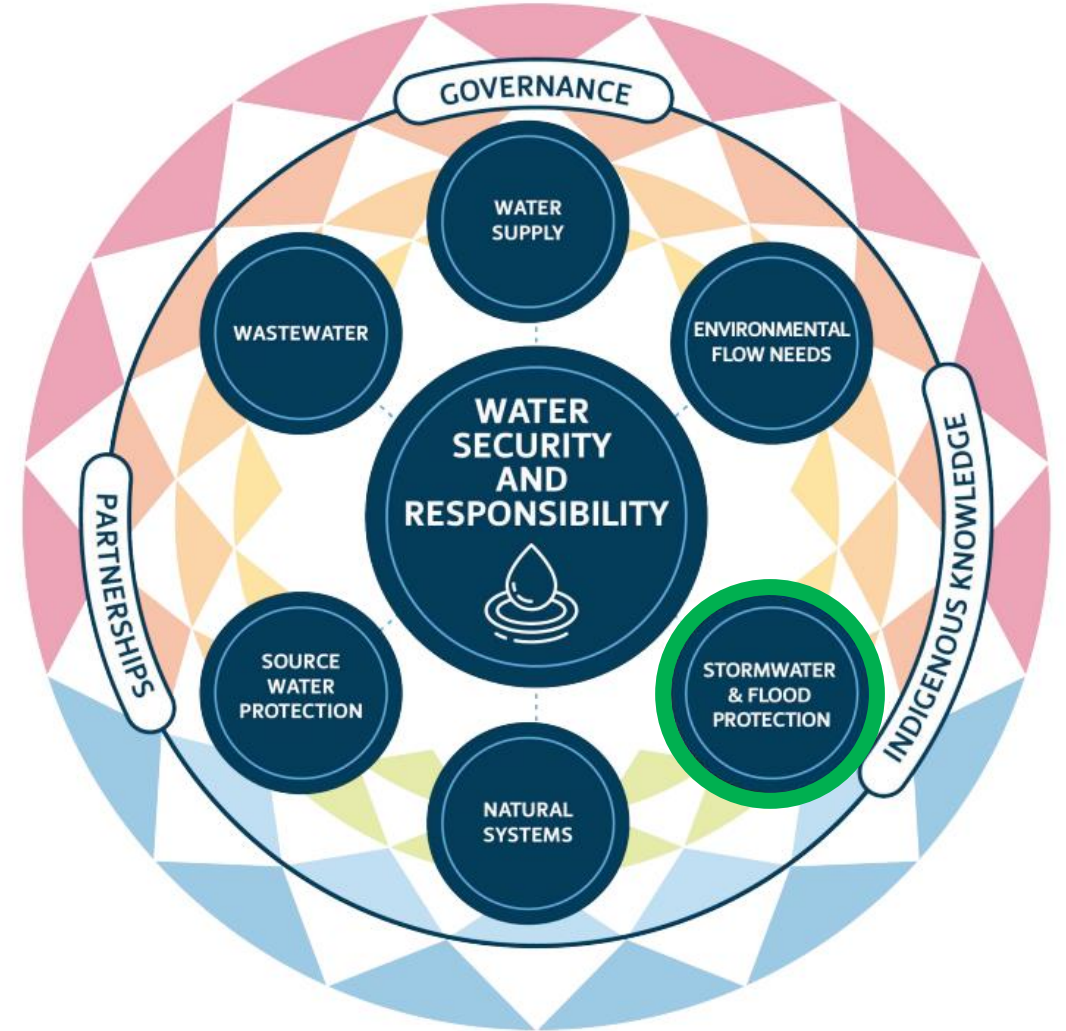 GOVERNANCE
WATER
SUPPLY
WASTEWATER
ENVIRONMENTAL
FLOW NEEDS
WATER
SECURITY
AND
RESPONSIBILITY
PARTNERSHIPS
INDIGENOUS KNOWLEDGE
SOURCE
WATER
PROTECTION
STORMWATER
& FLOOD
PROTECTION
NATURAL
SYSTEMS